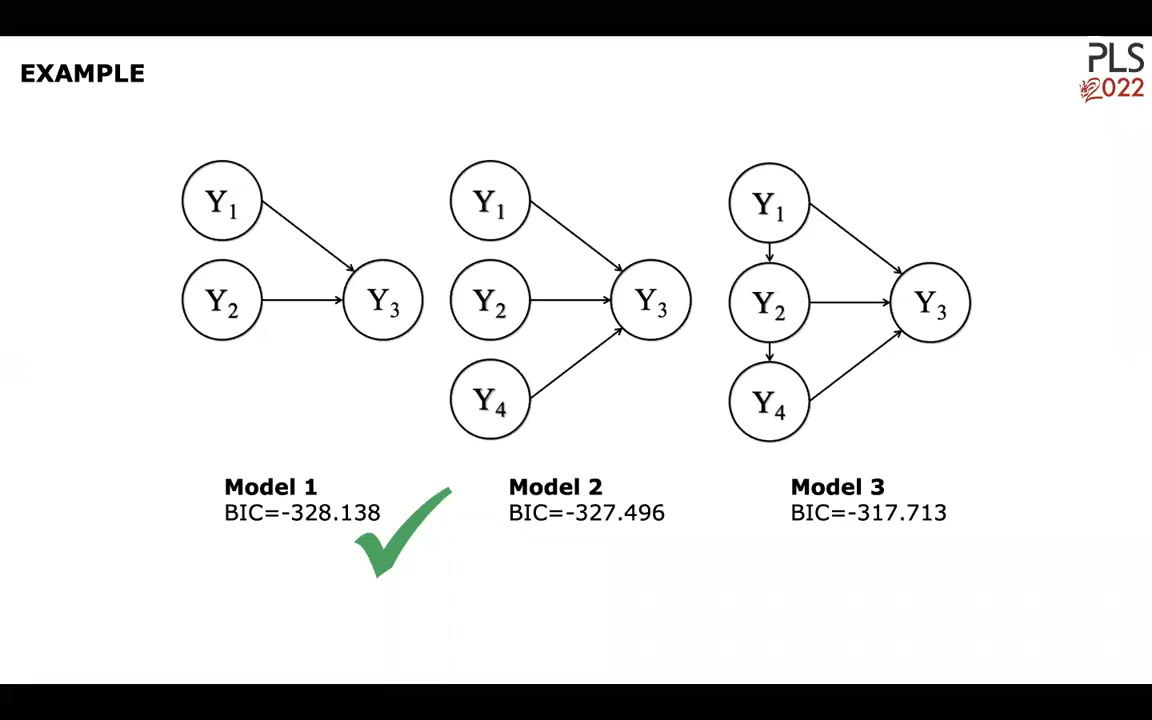 EXAMPLE
PLS
2022
Y1
Y2
Y3
Y1
Y2
Y3
Y4
Y1
Y2
Y3
Y4
Model 1
BIC=-328.138
Model 2
BIC=-327.496
Model 3
BIC=-317.713